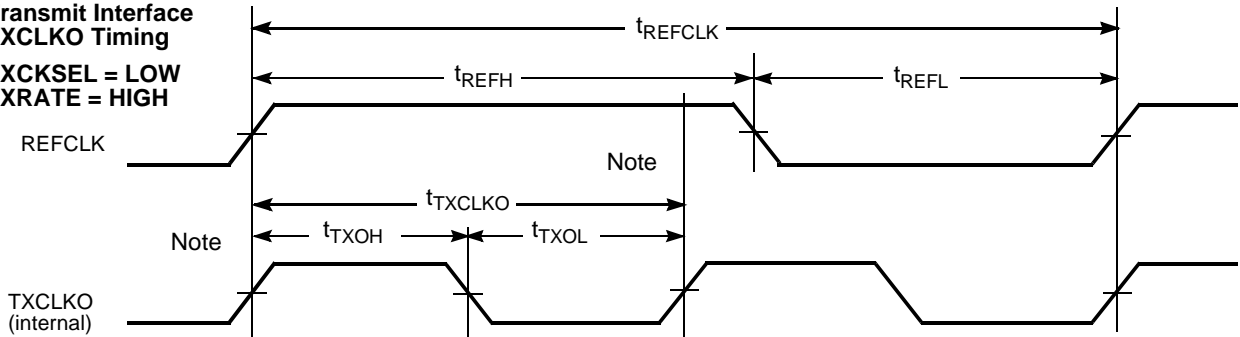 ransmit Interface
XCLKO Timing
XCKSEL = LOW
XRATE = HIGH
tREFCLK
tREFH
tREFL
REFCLK
Note
tTXCLKO
Note
tTXOH
tTXOL
TXCLKO
(internal)